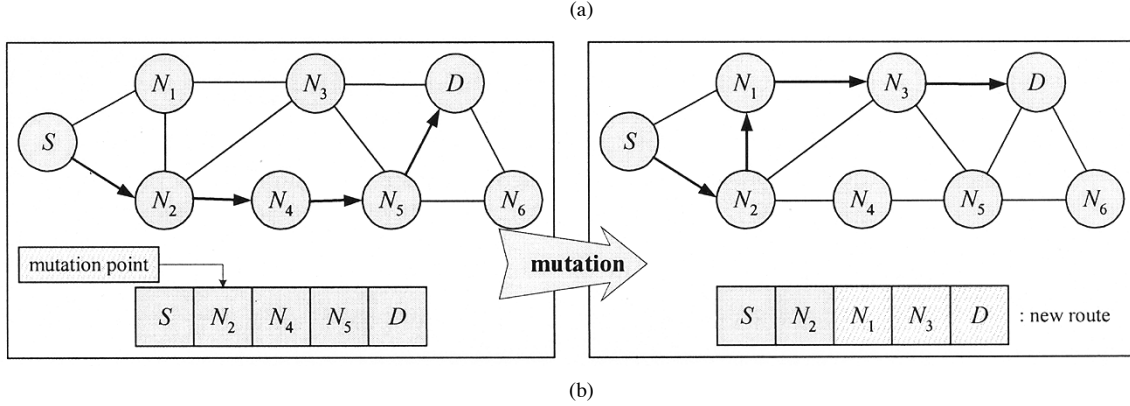 (a)
N1 N3 D
S
N2 N4 N5 N6
mutation point
S N2 N4 N5 D
mutation
N1 N3 D
S
N2 N4 N5 N6
S N2 N1 N3 D : new route
(b)